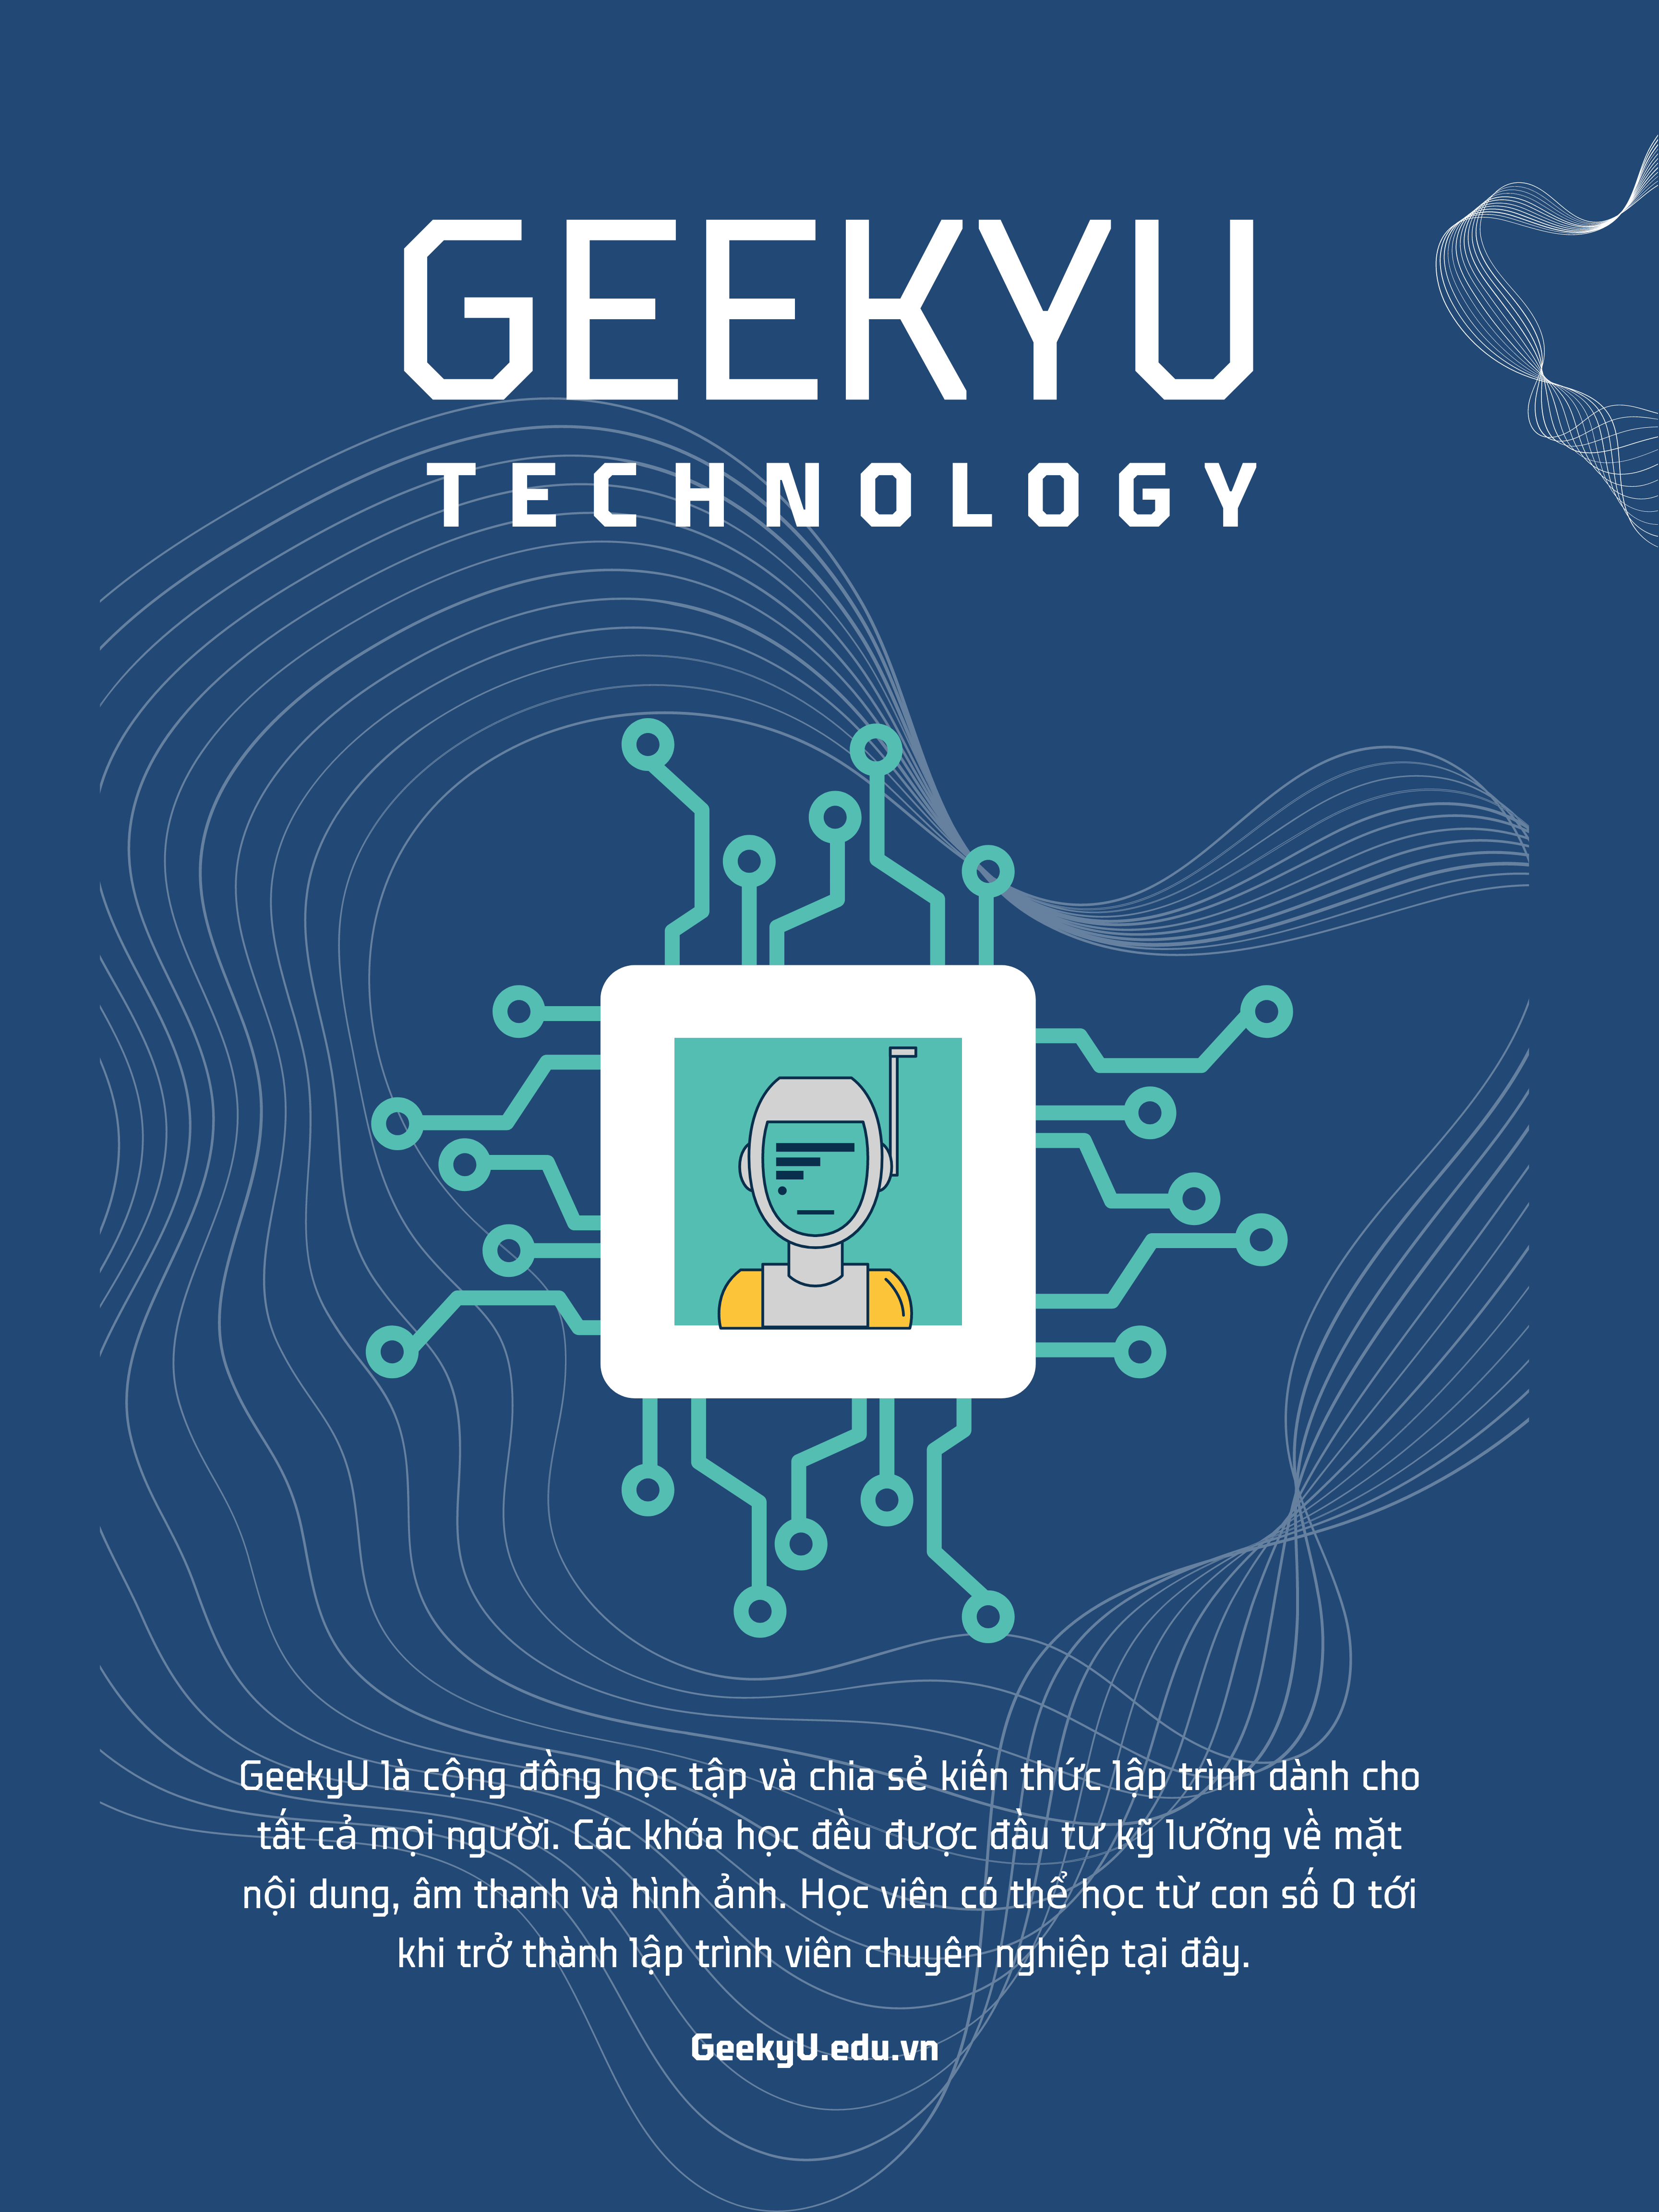 GEEKYU
TECHNOLOGY
GeekyU là cộng đồng học tập và chia sẻ kiến thức lập trình dành cho
tất cả mọi người. Các khóa học đều được đầu tư kỹ lưỡng về mặt
nội dung, âm thanh và hình ảnh. Học viên có thể học từ con số 0 tới
khi trở thành lập trình viên chuyên nghiệp tại đây.
GeekyU.edu.vn